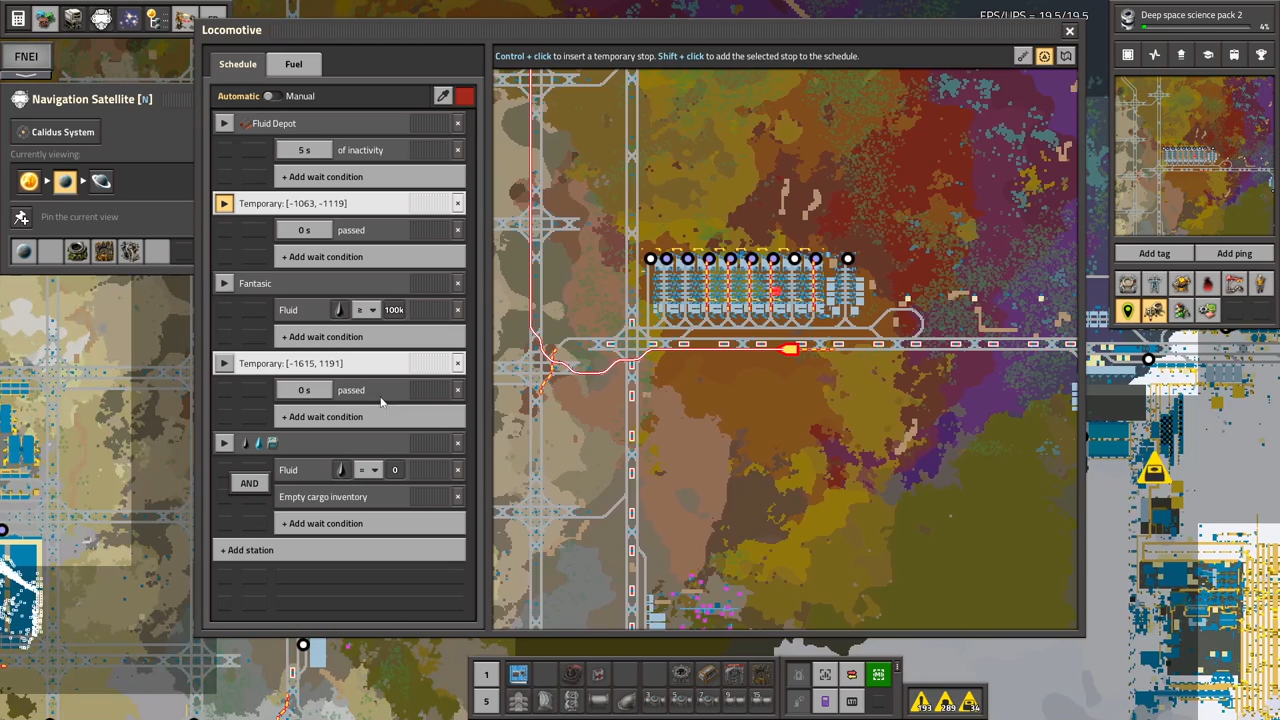 FPS/UPS = 19.5/19.5
Deep space science pack 2
4%
FNEI
Navigation Satellite [N]
Calidus System
Currently viewing:
Pin the current view
Locomotive
Schedule
Fuel
Automatic
Manual
Fluid Depot
5 s
of inactivity
+ Add wait condition
Temporary: [-1063, -1119]
0 s
passed
+ Add wait condition
Fantasic
Fluid
≥
100k
+ Add wait condition
Temporary: [-1615, 1191]
0 s
passed
+ Add wait condition
Fluid
=
0
AND
Empty cargo inventory
+ Add wait condition
+ Add station
Control + click to insert a temporary stop. Shift + click to add the selected stop to the schedule.
Add tag
Add ping
1
5
193
289
34